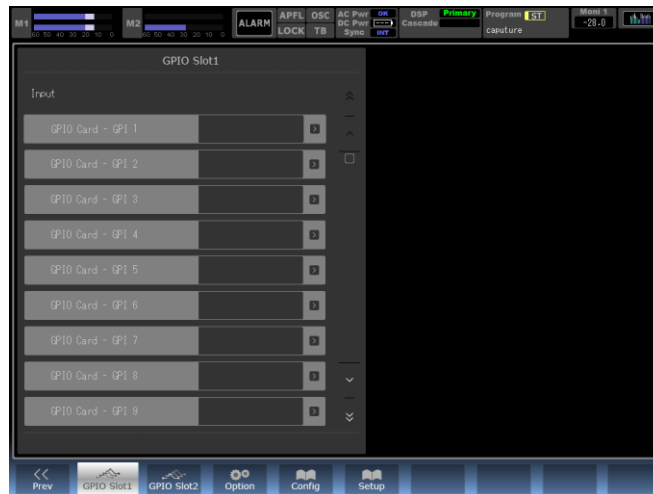 M1 60 50 40 30 20 10 0 M2 60 50 40 30 20 10 0 ALARM APFL OSC AC Pwr OK DSP Primary Program ST Moni 1
LOCK TB DC Pwr Cascade caputure -20.0
Sync INT
GPIO Slot1
Input
GPIO Card - GPI 1
GPIO Card - GPI 2
GPIO Card - GPI 3
GPIO Card - GPI 4
GPIO Card - GPI 5
GPIO Card - GPI 6
GPIO Card - GPI 7
GPIO Card - GPI 8
GPIO Card - GPI 9
<< Prev GPIO Slot1 GPIO Slot2 Option Config Setup